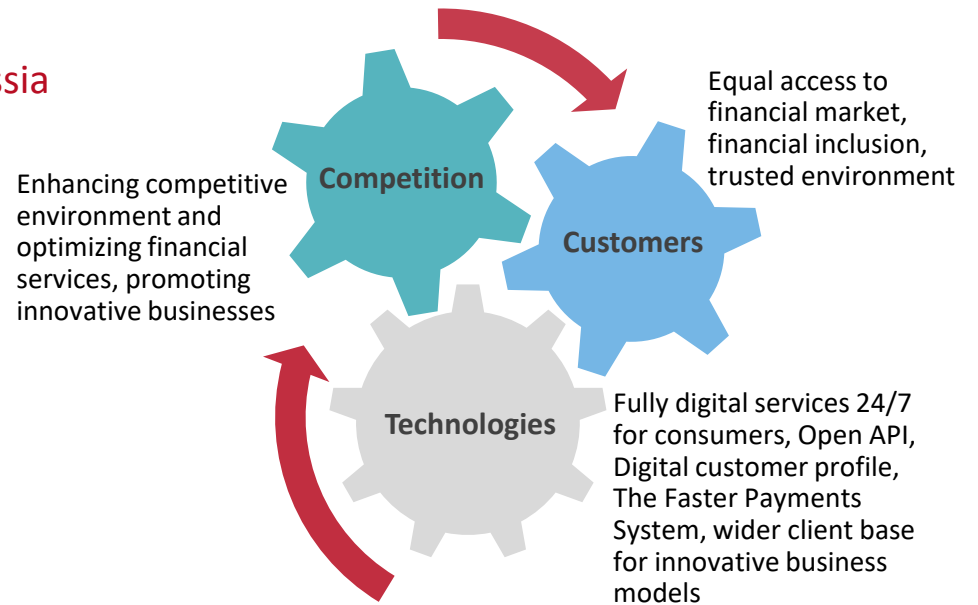 ssia
Competition
Enhancing competitive
environment and
optimizing financial
services, promoting
innovative businesses
Equal access to
financial market,
financial inclusion,
trusted environment
Customers
Technologies
Fully digital services 24/7
for consumers, Open API,
Digital customer profile,
The Faster Payments
System, wider client base
for innovative business
models